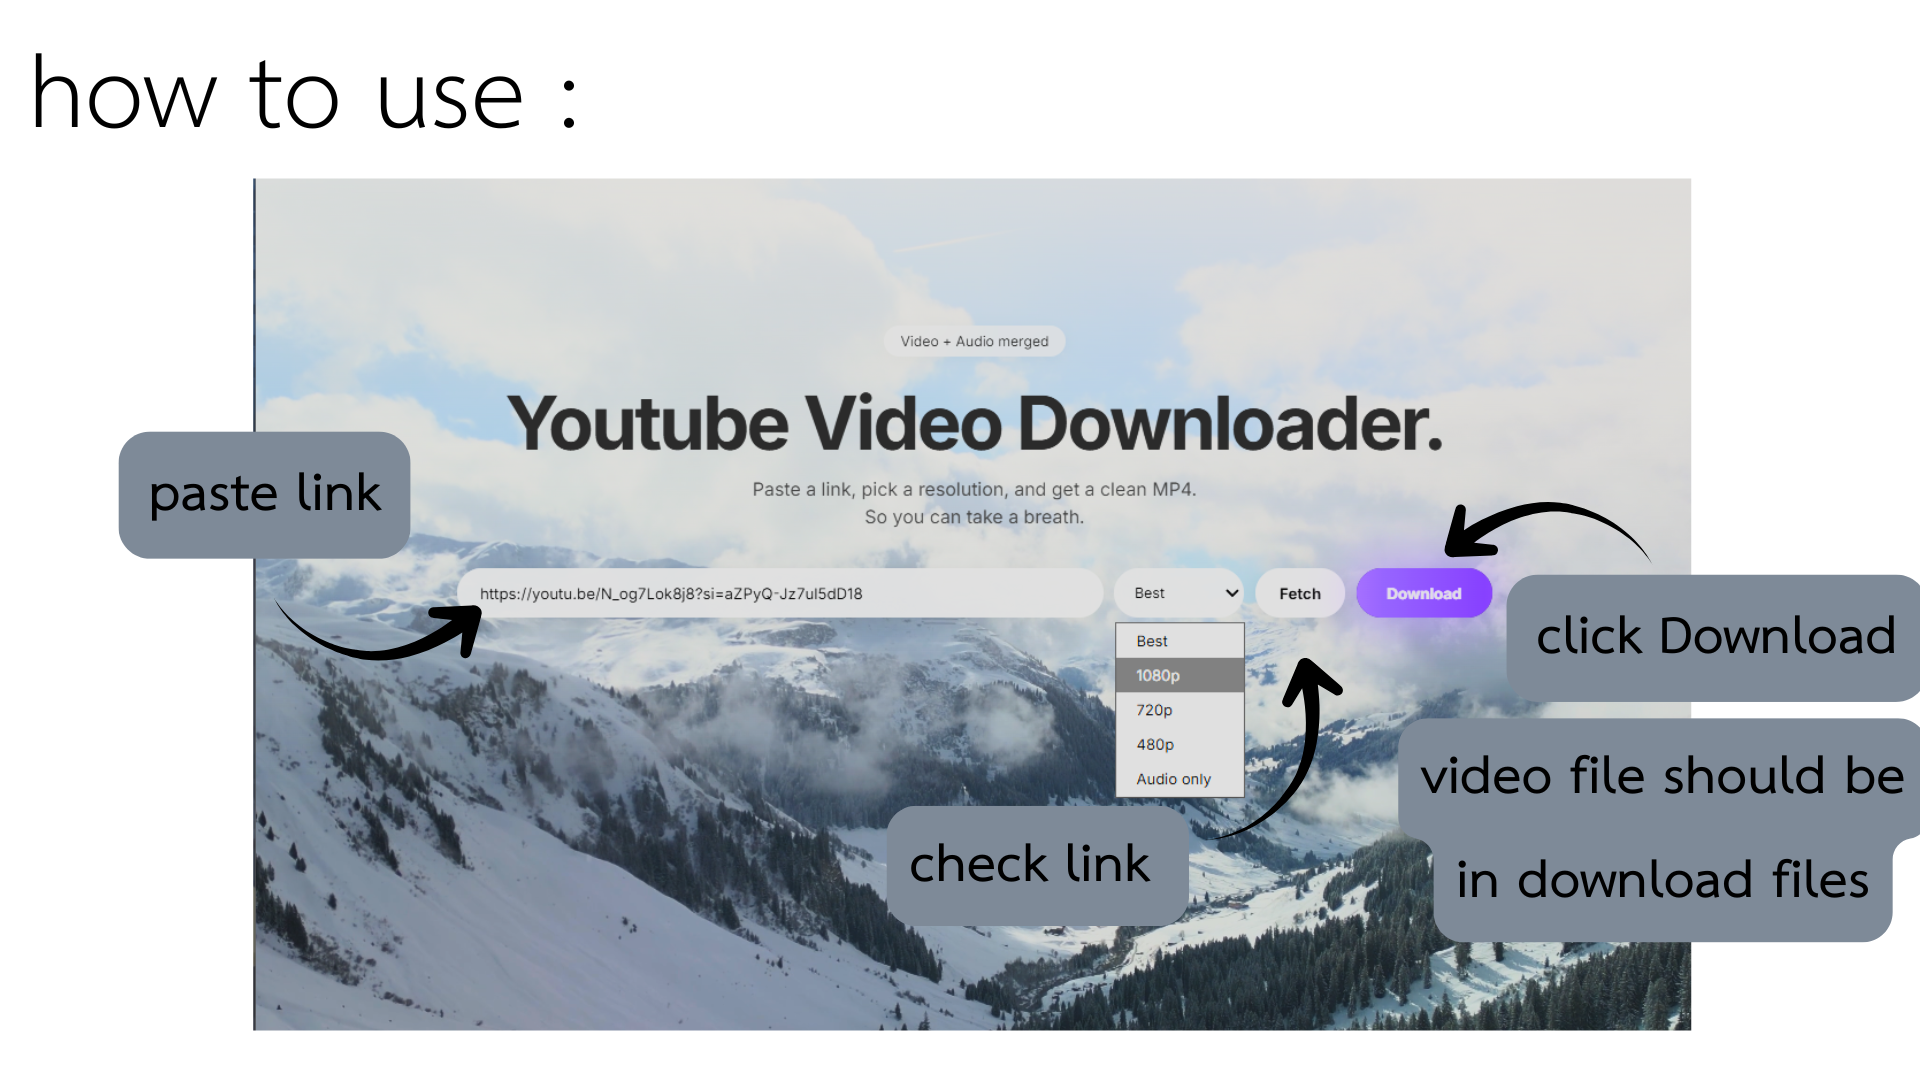 how to use :
Video + Audio merged
Youtube Video Downloader.
paste link
Paste a link, pick a resolution, and get a clean MP4.
So you can take a breath.
https://youtu.be/N_og7Lok8j8?si=aZPyQ-Jz7uI5dD18
Best
Fetch
Download
click Download
Best
1080p
720p
480p
Audio only
video file should be
in download files
check link